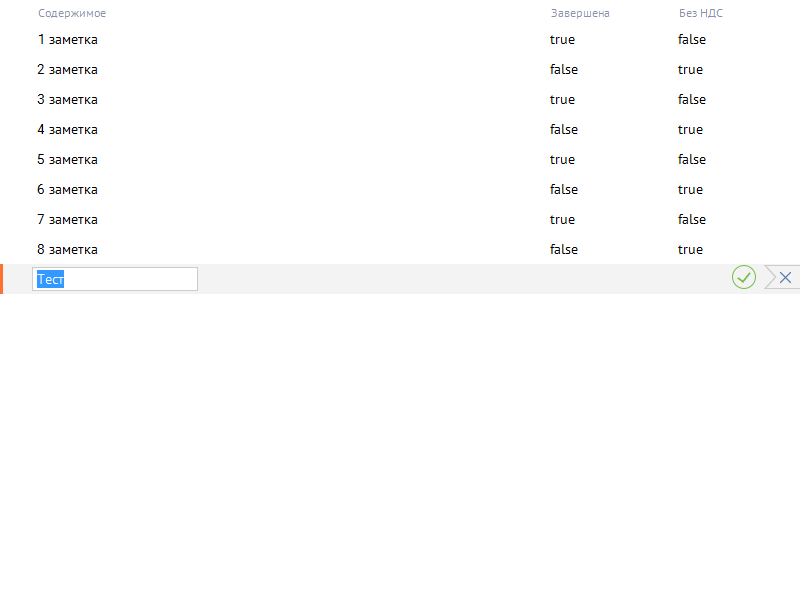 Содержимое Завершена Без НДС
1 заметка true false
2 заметка false true
3 заметка true false
4 заметка false true
5 заметка true false
6 заметка false true
7 заметка true false
8 заметка false true
Тест